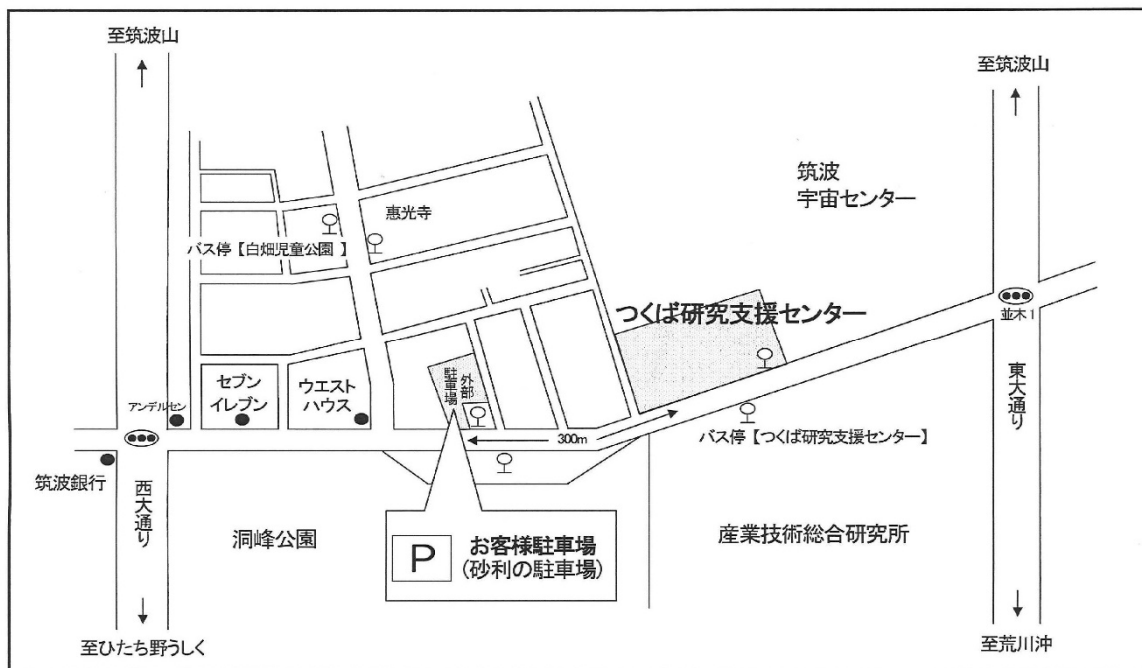 至筑波山
至筑波山
筑波
宇宙センター
恵光寺
バス停【白畑児童公園】
つくば研究支援センター
並木1
セブン
イレブン
ウエスト
ハウス
外部
駐車場
東大通り
アンデルセン
300m
バス停【つくば研究支援センター】
筑波銀行
西大通り
洞峰公園
P
お客様駐車場
(砂利の駐車場)
産業技術総合研究所
至ひたち野うしく
至荒川沖